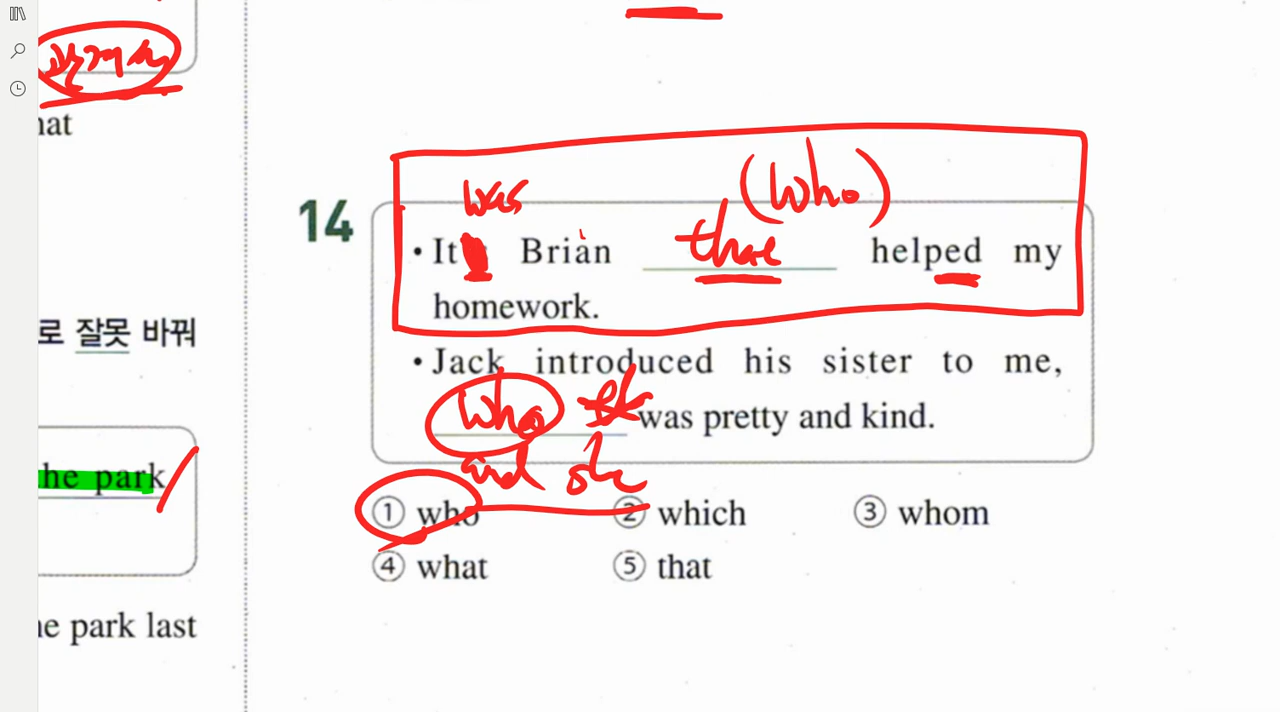 관계사
hat
로 잘못 바꿔
he park
he park last
14
was (who)
• It Brian that helped my
homework.
• Jack introduced his sister to me,
who was pretty and kind.
and she
① who ② which ③ whom
④ what ⑤ that